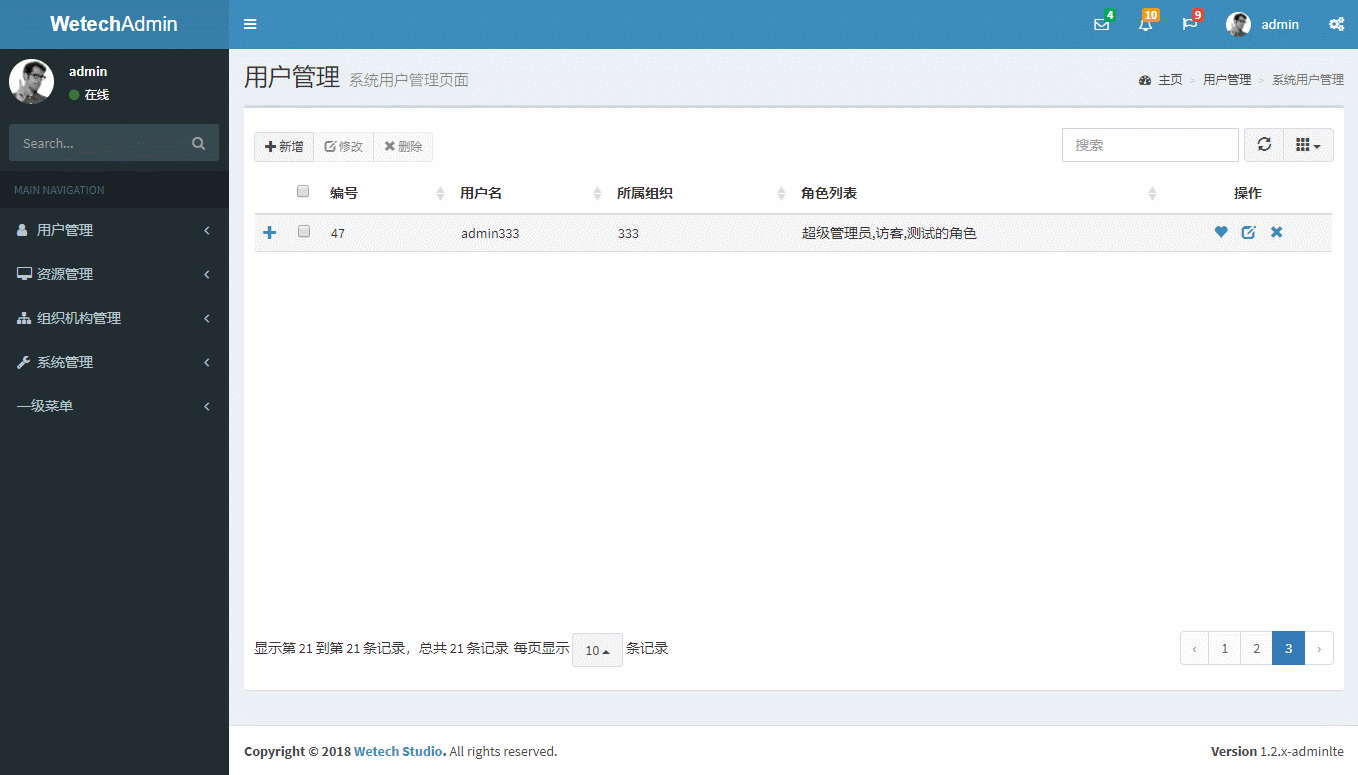 WetechAdmin
4
10
9
admin
admin
在线
Search...
MAIN NAVIGATION
用户管理
资源管理
组织机构管理
系统管理
一级菜单
用户管理 系统用户管理页面
主页 > 用户管理 > 系统用户管理
新增 修改 删除
搜索
编号 用户名 所属组织 角色列表 操作
47 admin333 333 超级管理员,访客,测试的角色
显示第 21 到第 21 条记录，总共 21 条记录 每页显示 10 条记录
‹ 1 2 3 ›
Copyright © 2018 Wetech Studio. All rights reserved.
Version 1.2.x-adminlte